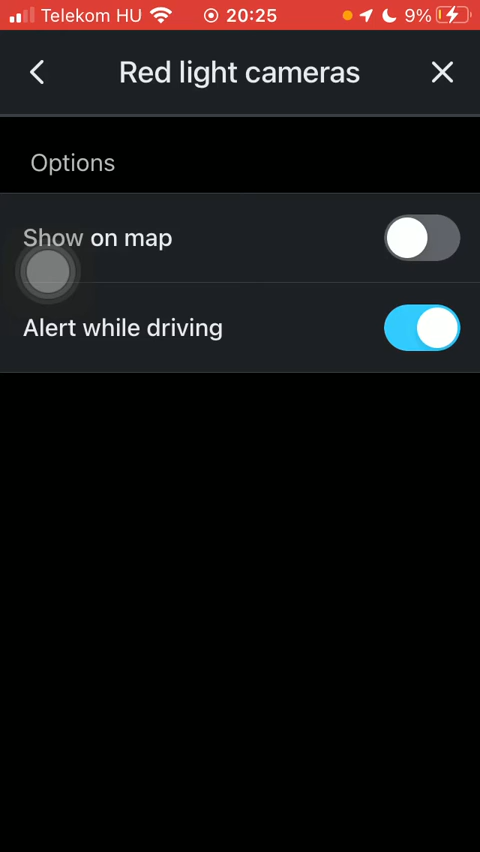 Telekom HU 20:25 9%
Red light cameras
Options
Show on map
Alert while driving